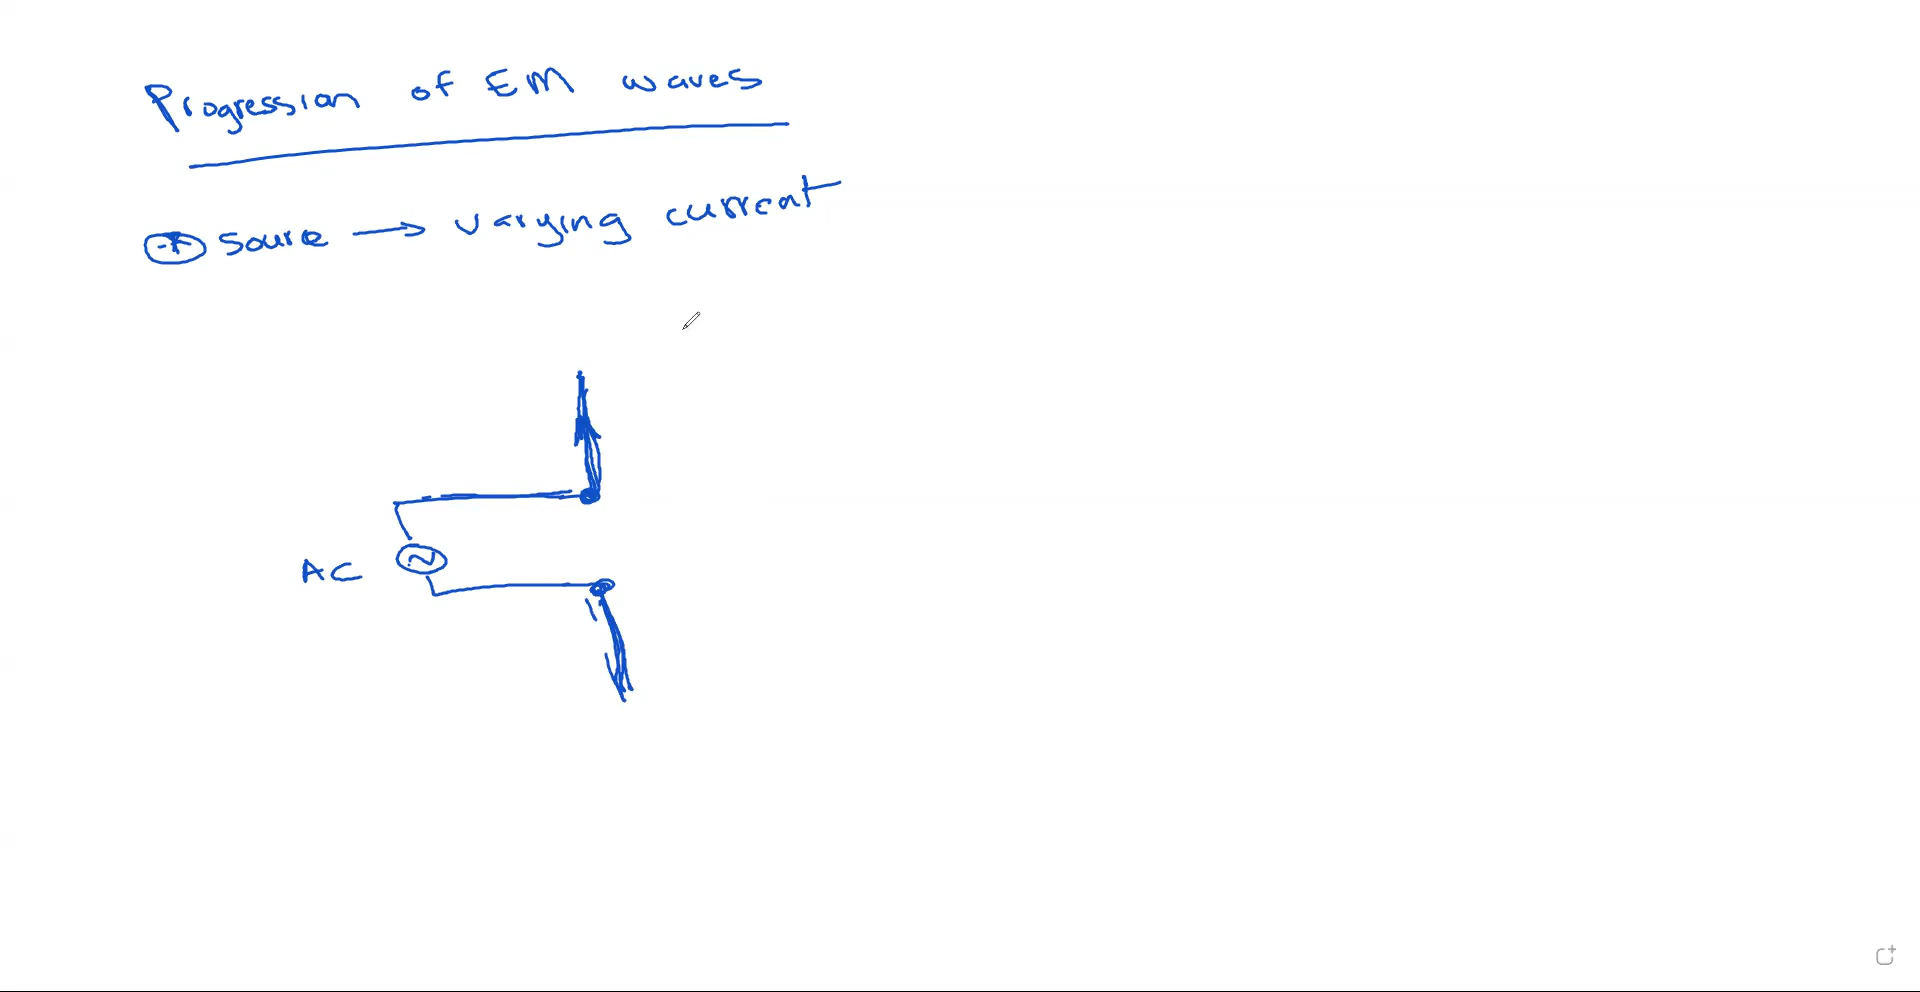 Progression of EM waves
* Source → varying current
AC